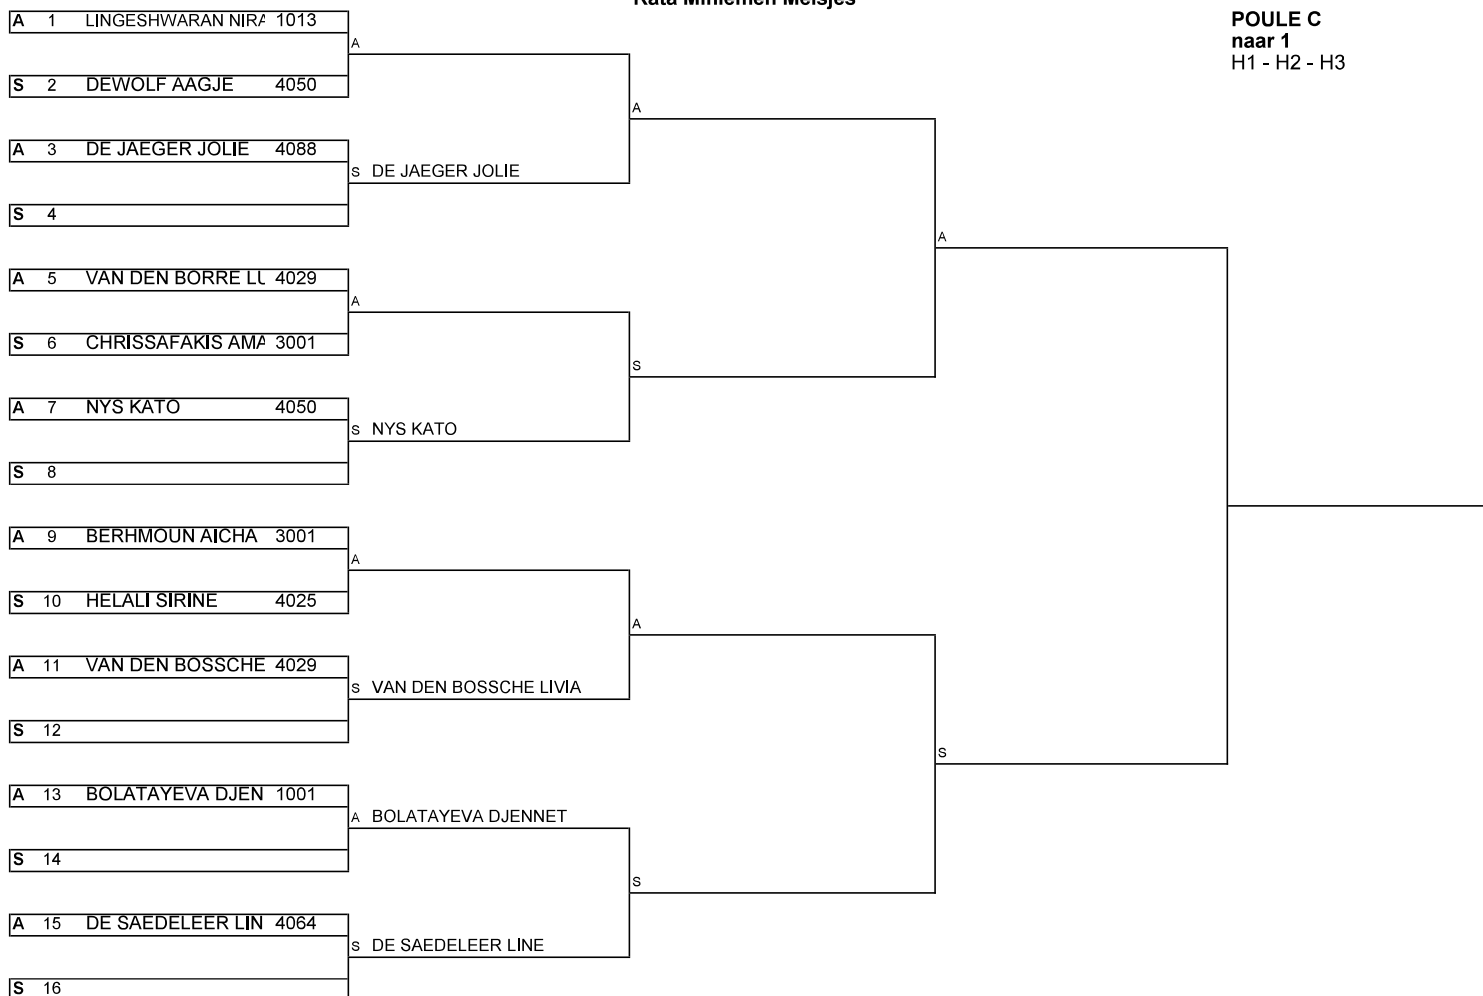 Kata Miniemen Meisjes
POULE C
naar 1
H1 - H2 - H3
A 1 LINGESHWARAN NIRA 1013
A
S 2 DEWOLF AAGJE 4050
A
A 3 DE JAEGER JOLIE 4088
S DE JAEGER JOLIE
S 4
A
A 5 VAN DEN BORRE LU 4029
A
S 6 CHRISSAFAKIS AMA 3001
S
A 7 NYS KATO 4050
S NYS KATO
S 8
A 9 BERHMOUN AICHA 3001
A
S 10 HELALI SIRINE 4025
A
A 11 VAN DEN BOSSCHE 4029
S VAN DEN BOSSCHE LIVIA
S 12
S
A 13 BOLATAYEVA DJEN 1001
A BOLATAYEVA DJENNET
S 14
S
A 15 DE SAEDELEER LIN 4064
S DE SAEDELEER LINE
S 16